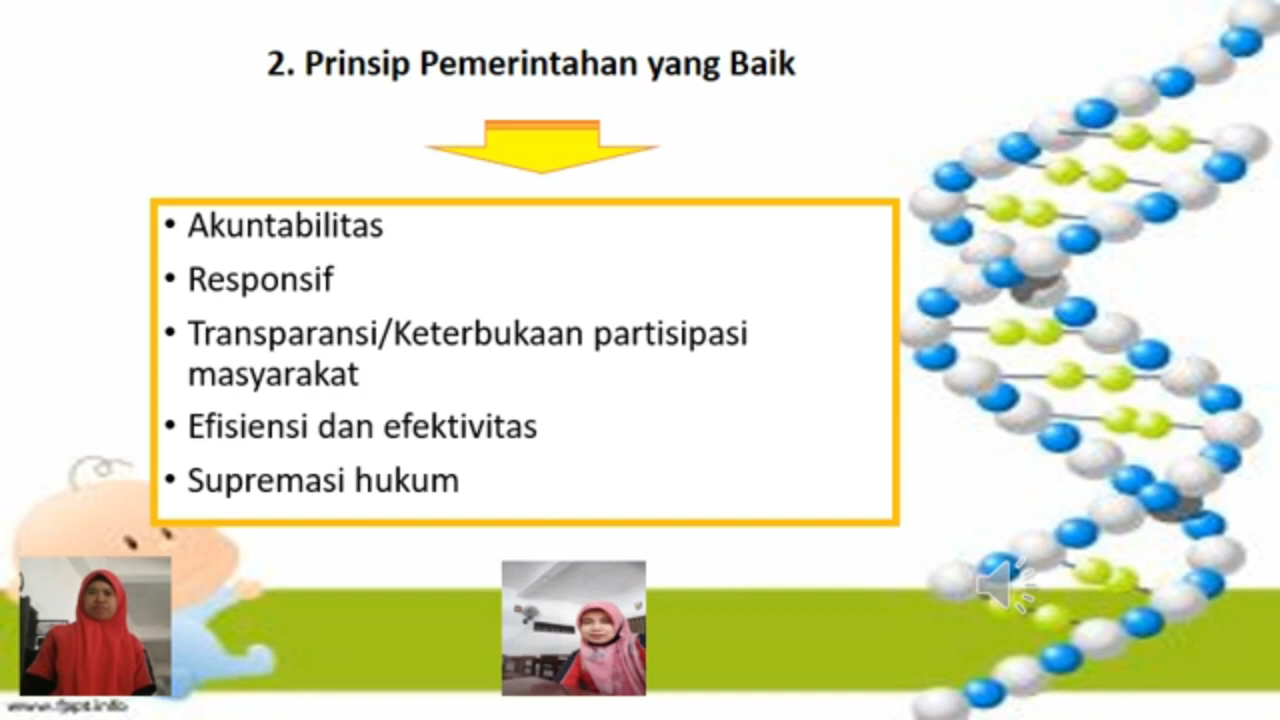 2. Prinsip Pemerintahan yang Baik
• Akuntabilitas
• Responsif
• Transparansi/Keterbukaan partisipasi
masyarakat
• Efisiensi dan efektivitas
• Supremasi hukum